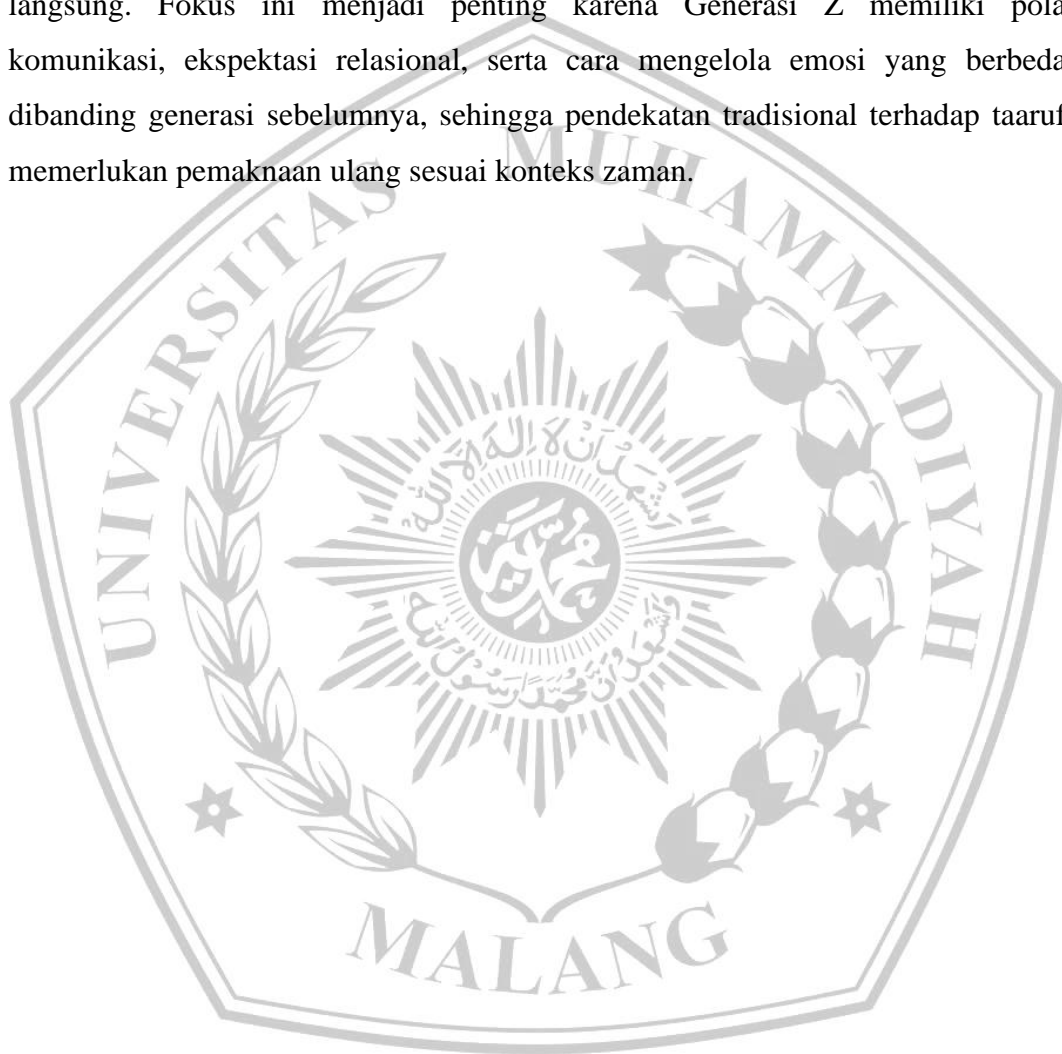 langsung. Fokus ini menjadi penting karena Generasi Z memiliki pola
komunikasi, ekspektasi relasional, serta cara mengelola emosi yang berbeda
dibanding generasi sebelumnya, sehingga pendekatan tradisional terhadap taaruf
memerlukan pemaknaan ulang sesuai konteks zaman.
UNIVERSITAS MUHAMMADIYAH
MALANG